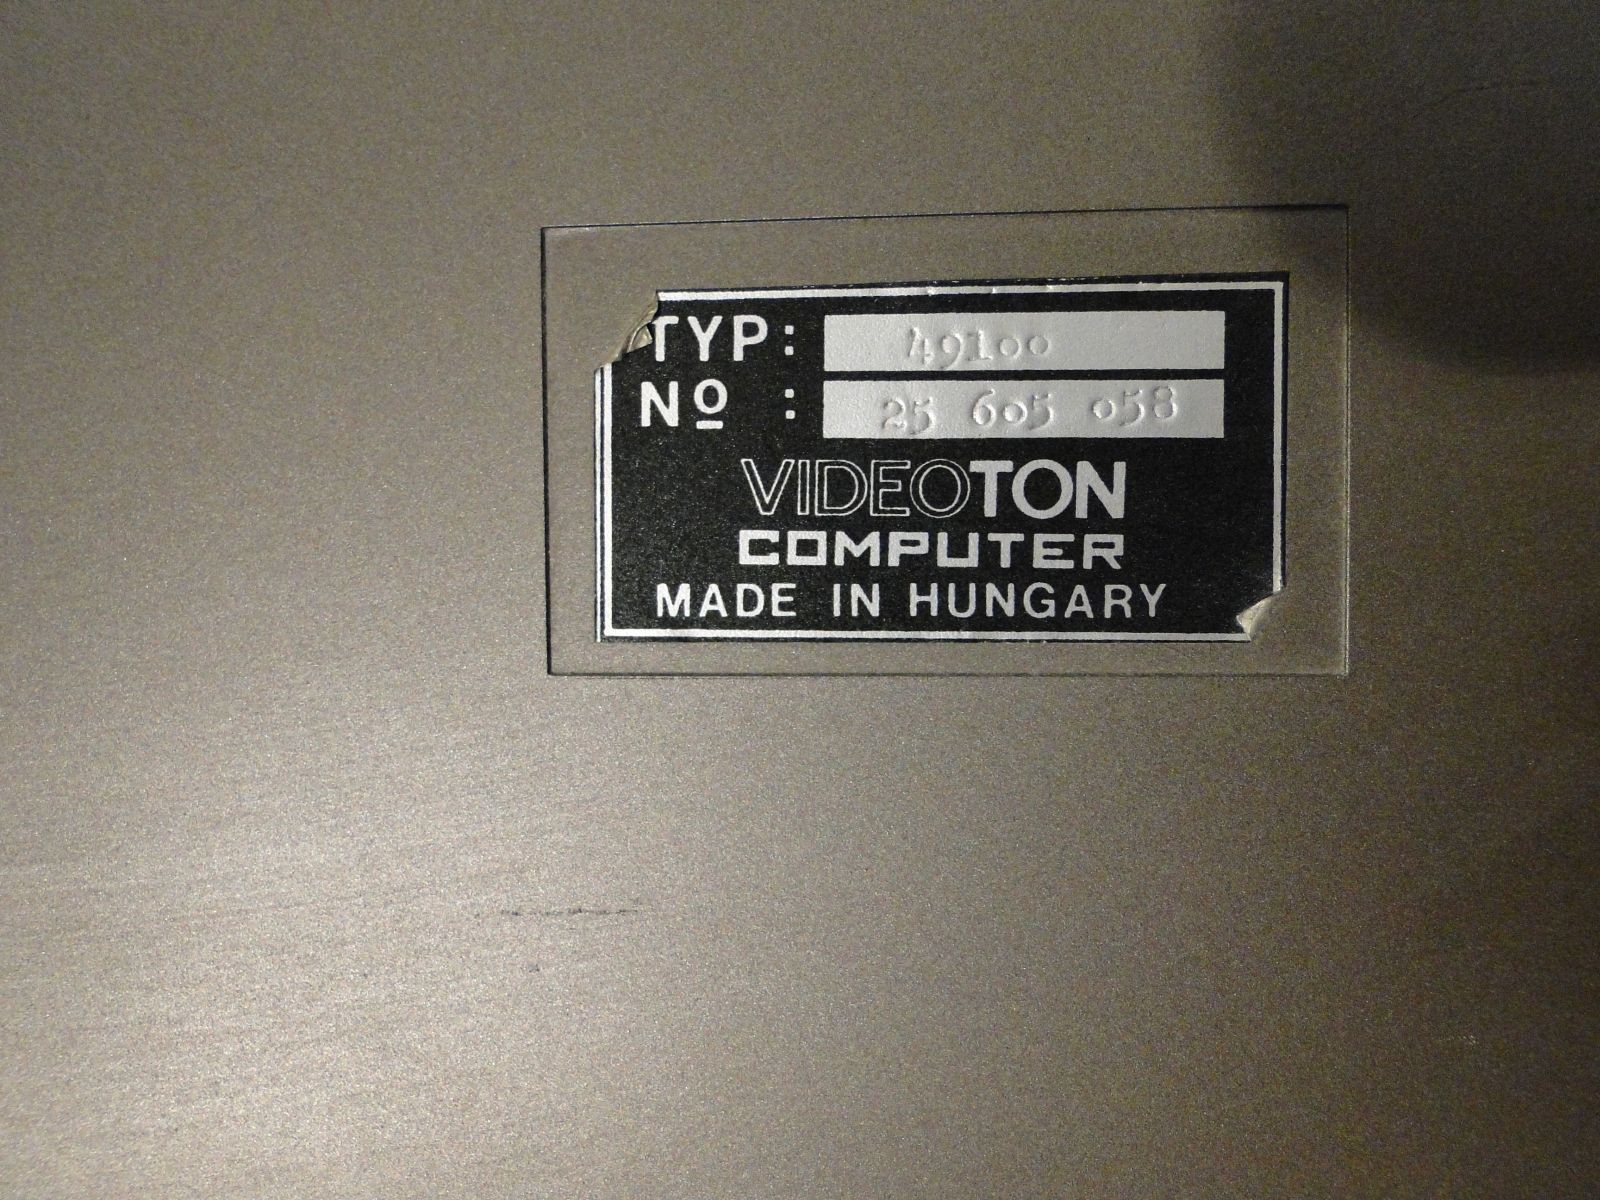 TYP: 49100
Nº : 25 605 058
VIDEOTON
COMPUTER
MADE IN HUNGARY